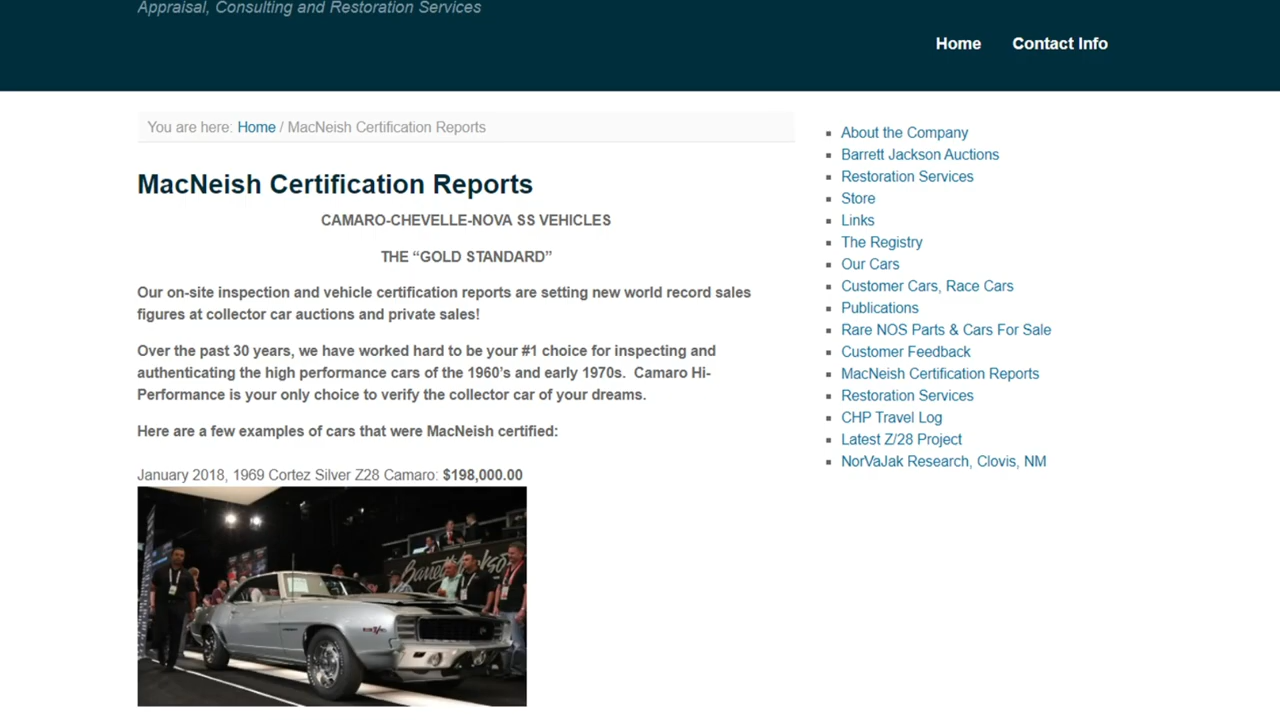 Appraisal, Consulting and Restoration Services
Home
Contact Info
You are here: Home / MacNeish Certification Reports
MacNeish Certification Reports
CAMARO-CHEVELLE-NOVA SS VEHICLES
THE “GOLD STANDARD”
Our on-site inspection and vehicle certification reports are setting new world record sales
figures at collector car auctions and private sales!
Over the past 30 years, we have worked hard to be your #1 choice for inspecting and
authenticating the high performance cars of the 1960’s and early 1970s.  Camaro Hi-
Performance is your only choice to verify the collector car of your dreams.
Here are a few examples of cars that were MacNeish certified:
January 2018, 1969 Cortez Silver Z28 Camaro: $198,000.00
Barrett-Jackson
About the Company
Barrett Jackson Auctions
Restoration Services
Store
Links
The Registry
Our Cars
Customer Cars, Race Cars
Publications
Rare NOS Parts & Cars For Sale
Customer Feedback
MacNeish Certification Reports
Restoration Services
CHP Travel Log
Latest Z/28 Project
NorVaJak Research, Clovis, NM